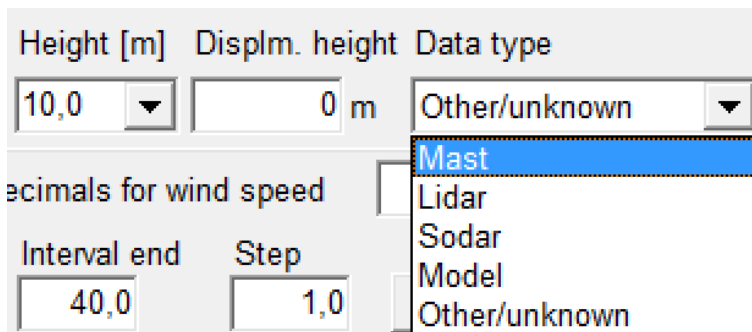 Height [m] Displm. height Data type
10,0 0 m Other/unknown
Mast
ecimals for wind speed
Lidar
Sodar
Interval end Step
Model
40,0 1,0
Other/unknown